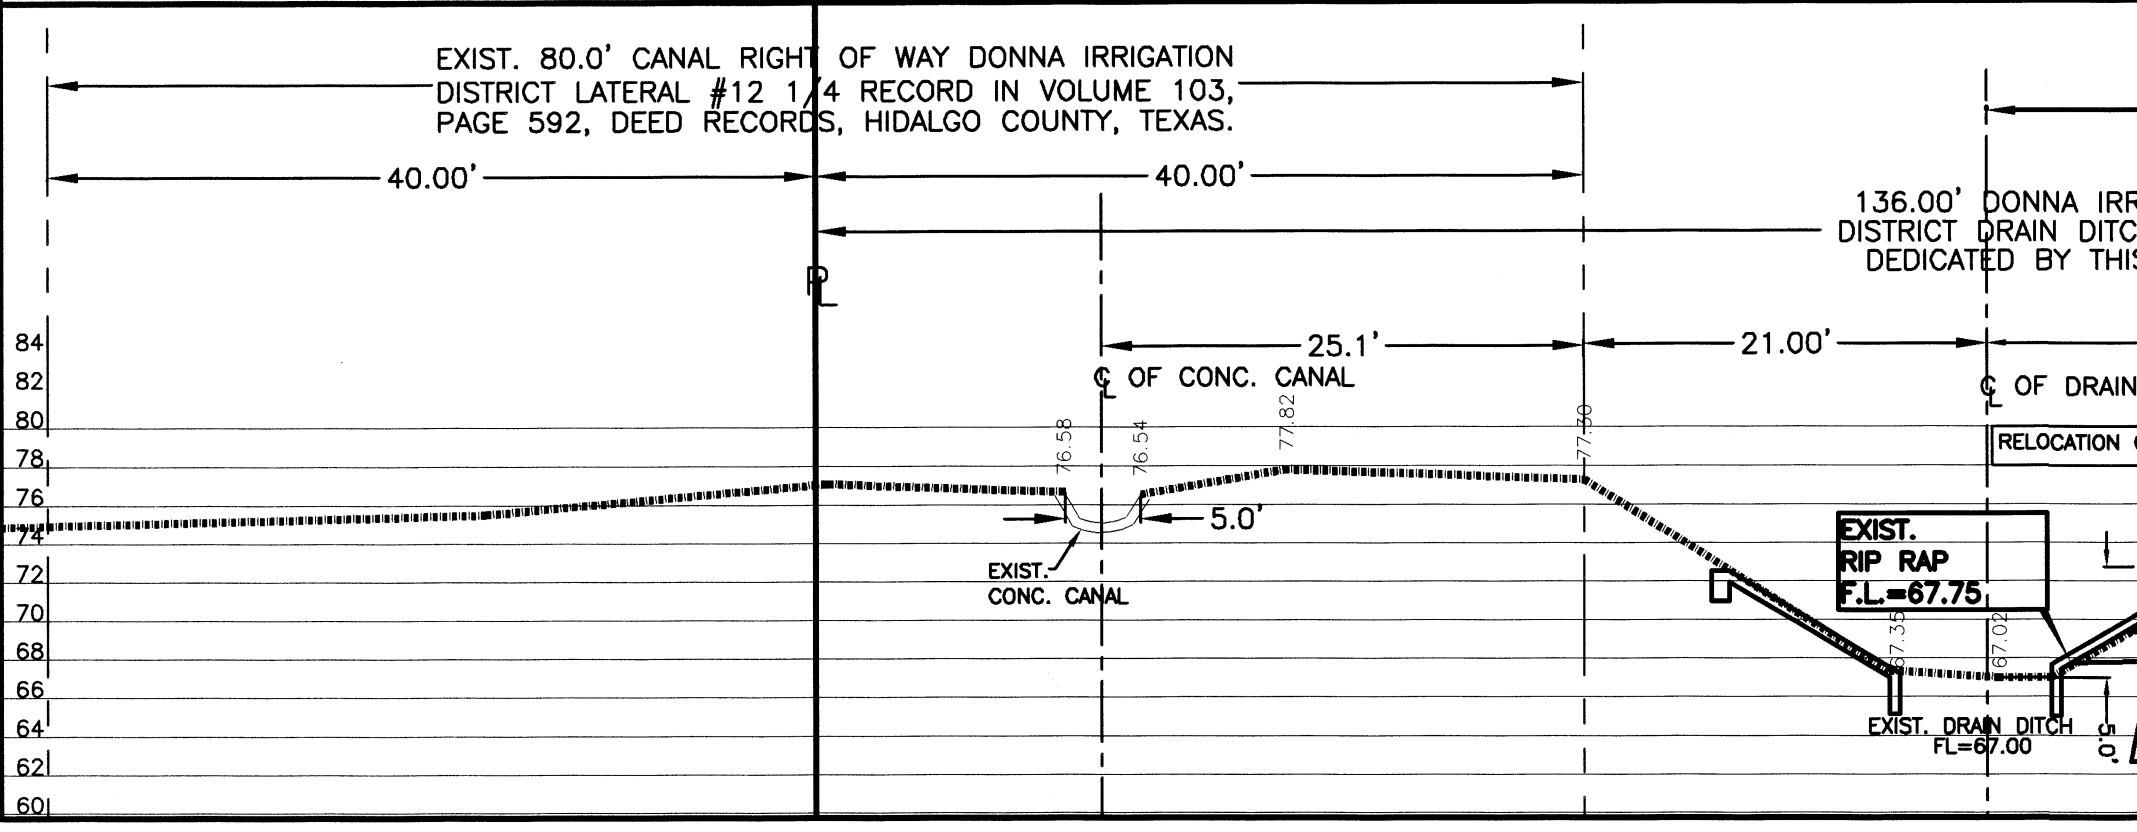 EXIST. 80.0' CANAL RIGHT OF WAY DONNA IRRIGATION
DISTRICT LATERAL #12 1/4 RECORD IN VOLUME 103,
PAGE 592, DEED RECORDS, HIDALGO COUNTY, TEXAS.
40.00'
40.00'
136.00' DONNA IRR
DISTRICT DRAIN DITC
DEDICATED BY THIS
PL
25.1'
21.00'
CL OF CONC. CANAL
CL OF DRAIN
84
82
80
78
76
74
72
70
68
66
64
62
60
76.58
76.54
77.82
77.30
RELOCATION
5.0'
EXIST.
CONC. CANAL
EXIST.
RIP RAP
F.L.=67.75
67.35
67.02
EXIST. DRAIN DITCH
FL=67.00
5.0'